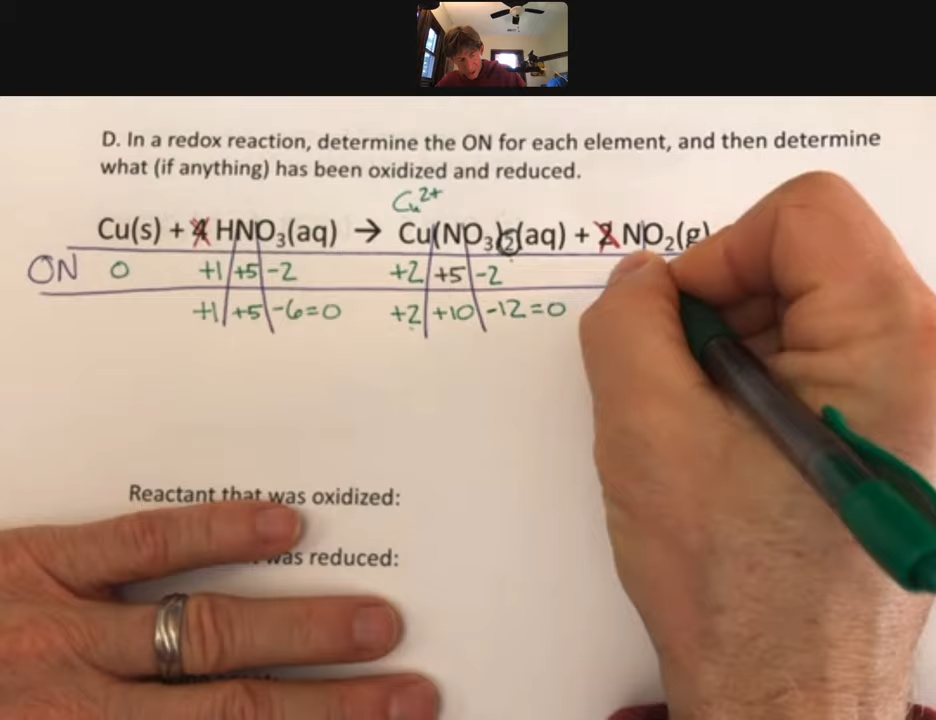 D. In a redox reaction, determine the ON for each element, and then determine
what (if anything) has been oxidized and reduced.
Cu²⁺
Cu(s) + 4 HNO₃(aq) → Cu(NO₃)₂(aq) + 2 NO₂(g)
ON 0 +1 +5 -2 +2 +5 -2
+1 +5 -6=0 +2 +10 -12=0
Reactant that was oxidized:
was reduced: